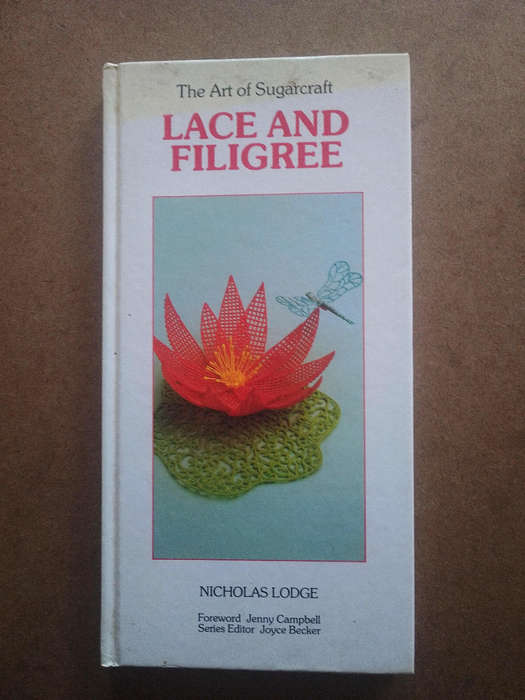 The Art of Sugarcraft
LACE AND
FILIGREE
NICHOLAS LODGE
Foreword Jenny Campbell
Series Editor Joyce Becker